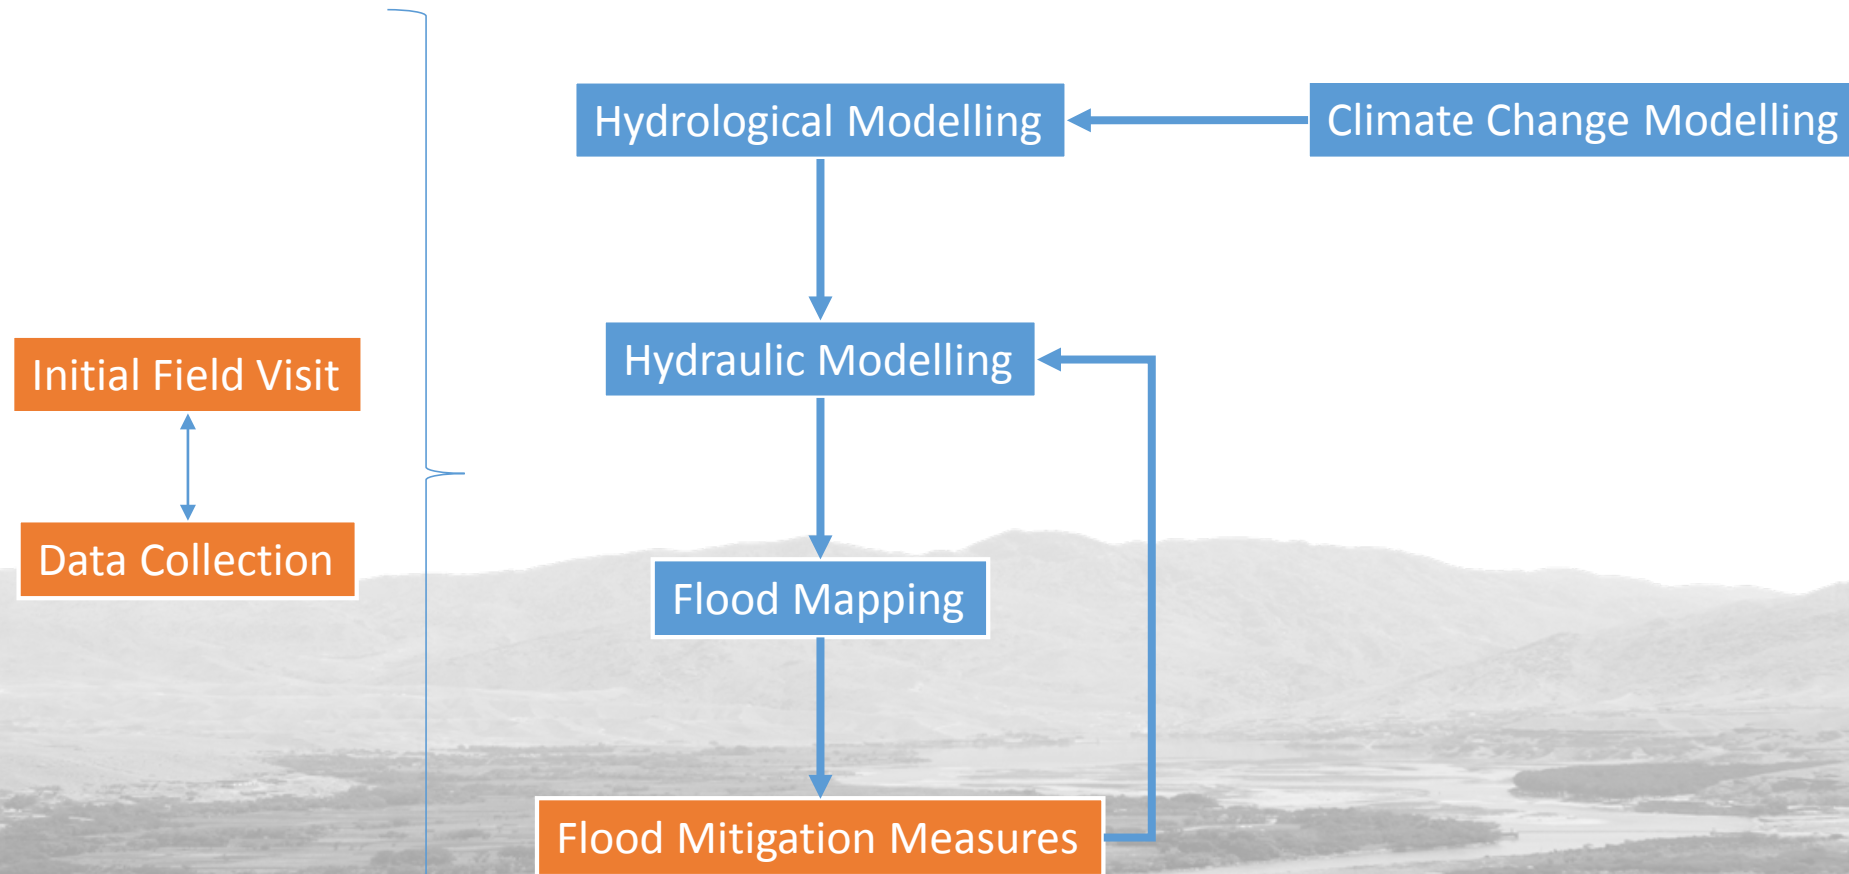 Hydrological Modelling
Climate Change Modelling
Hydraulic Modelling
Initial Field Visit
Data Collection
Flood Mapping
Flood Mitigation Measures